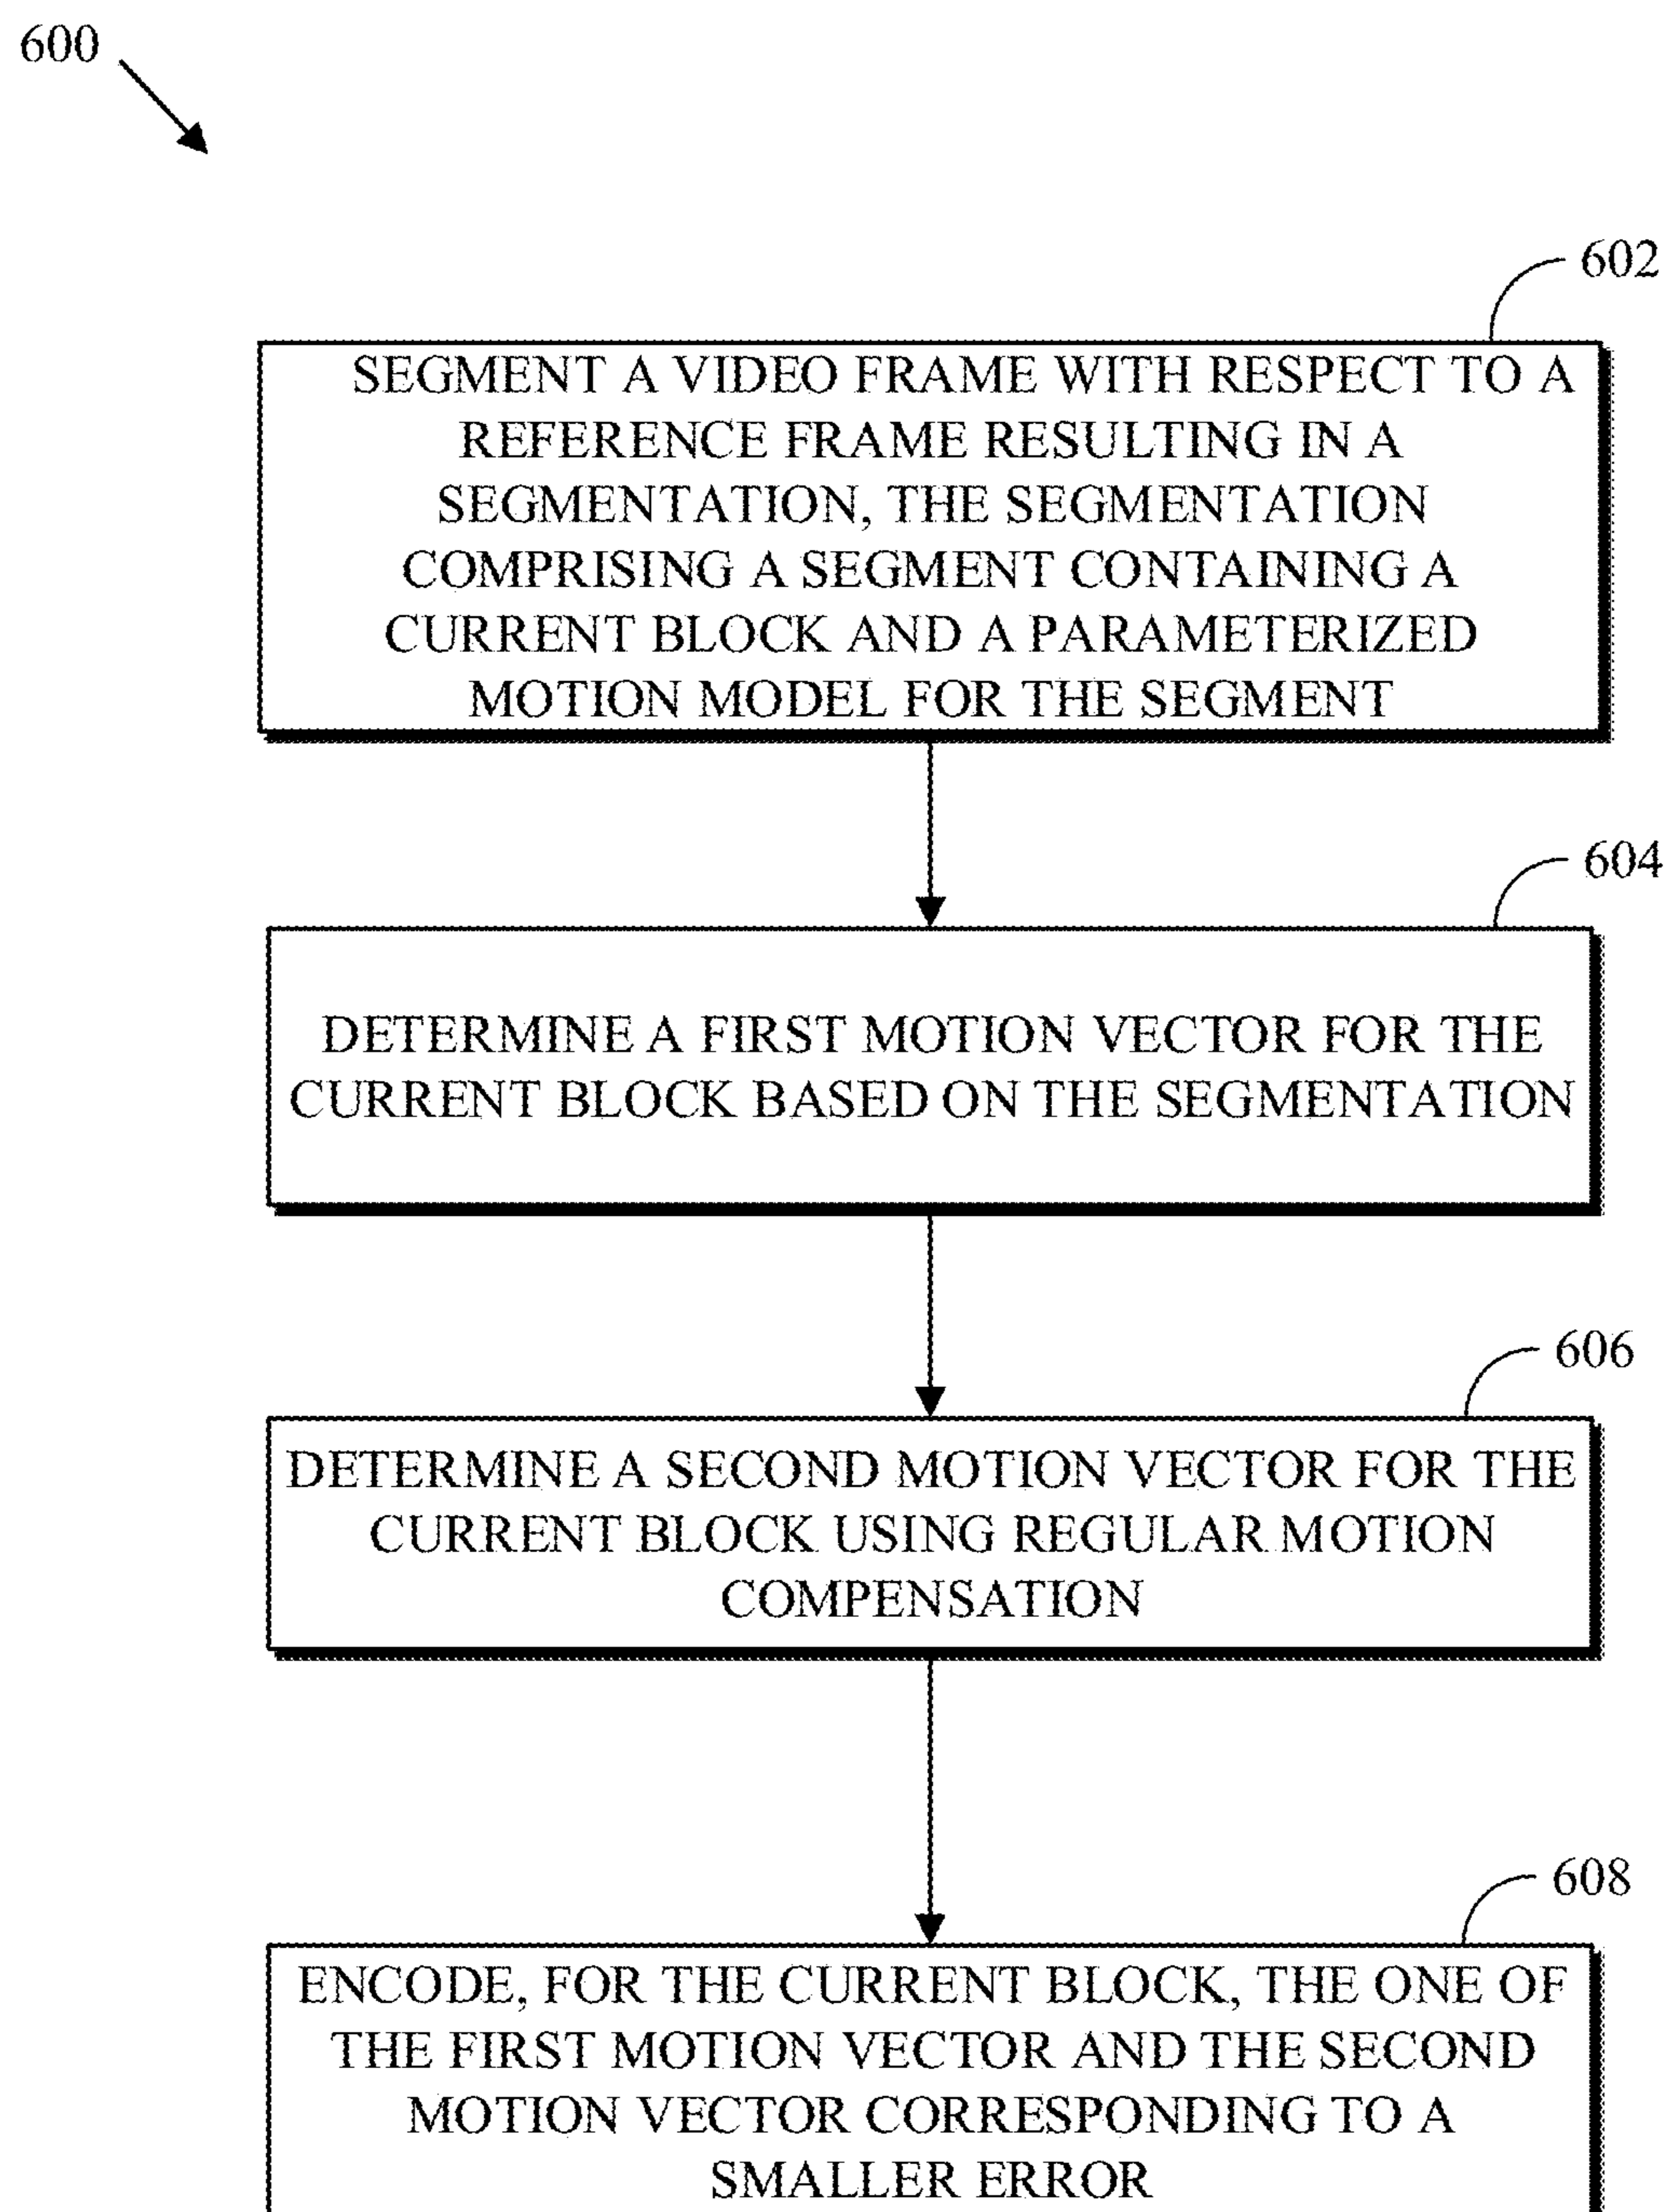 600
602
SEGMENT A VIDEO FRAME WITH RESPECT TO A
REFERENCE FRAME RESULTING IN A
SEGMENTATION, THE SEGMENTATION
COMPRISING A SEGMENT CONTAINING A
CURRENT BLOCK AND A PARAMETERIZED
MOTION MODEL FOR THE SEGMENT
604
DETERMINE A FIRST MOTION VECTOR FOR THE
CURRENT BLOCK BASED ON THE SEGMENTATION
606
DETERMINE A SECOND MOTION VECTOR FOR THE
CURRENT BLOCK USING REGULAR MOTION
COMPENSATION
608
ENCODE, FOR THE CURRENT BLOCK, THE ONE OF
THE FIRST MOTION VECTOR AND THE SECOND
MOTION VECTOR CORRESPONDING TO A
SMALLER ERROR